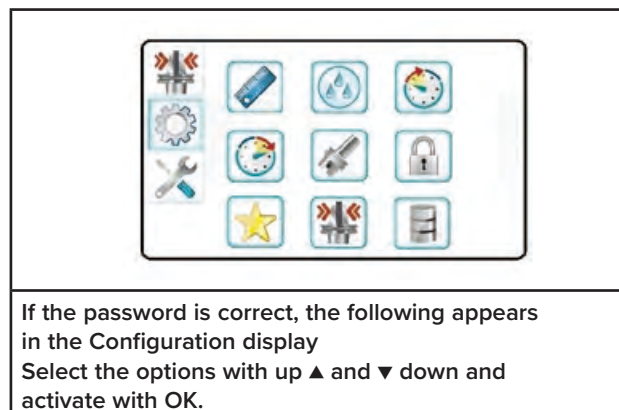 If the password is correct, the following appears
in the Configuration display
Select the options with up ▲ and ▼ down and
activate with OK.